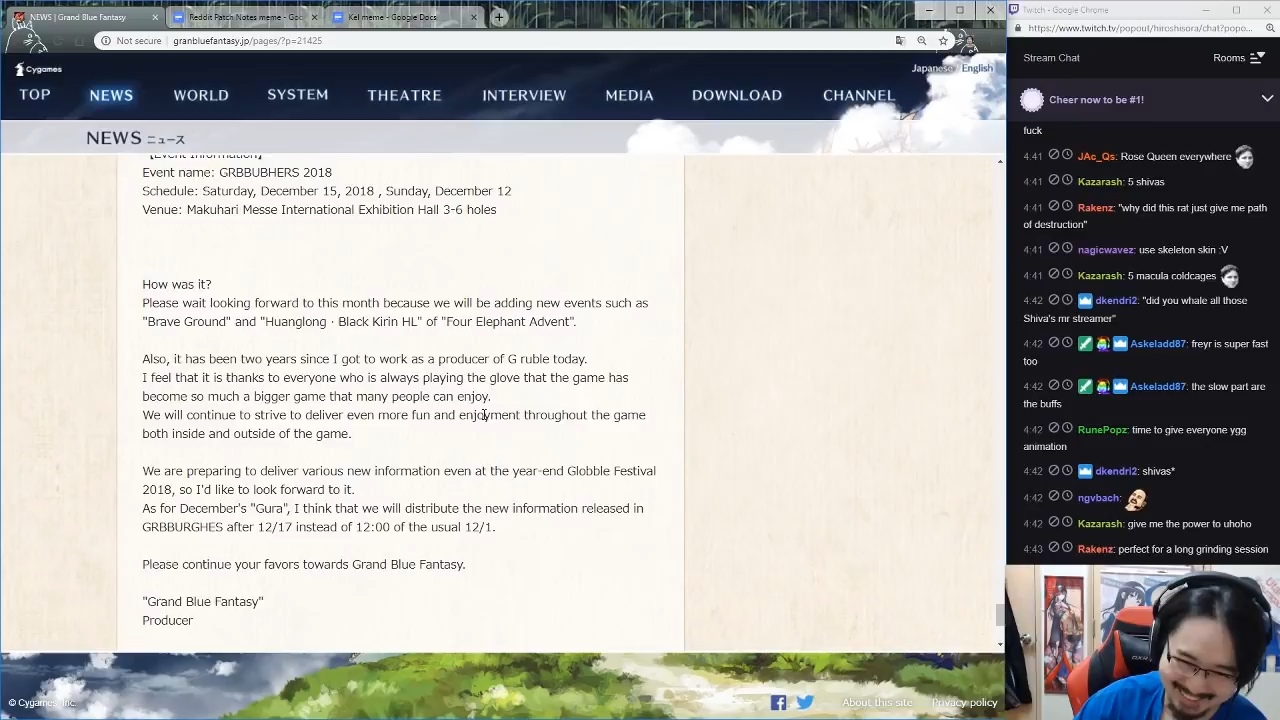 NEWS | Grand Blue Fantasy
Reddit Patch Notes meme - Goo
Kel meme - Google Docs
Twitch - Google Chrome
Not secure | granbluefantasy.jp/pages/?p=21425
https://www.twitch.tv/popout/hiroshisora/chat?popo...
Cygames
Japanese English
TOP NEWS WORLD SYSTEM THEATRE INTERVIEW MEDIA DOWNLOAD CHANNEL
NEWS ニュース
[Event Information]
Event name: GRBBUBHERS 2018
Schedule: Saturday, December 15, 2018 , Sunday, December 12
Venue: Makuhari Messe International Exhibition Hall 3-6 holes
How was it?
Please wait looking forward to this month because we will be adding new events such as
"Brave Ground" and "Huanglong · Black Kirin HL" of "Four Elephant Advent".
Also, it has been two years since I got to work as a producer of G ruble today.
I feel that it is thanks to everyone who is always playing the glove that the game has
become so much a bigger game that many people can enjoy.
We will continue to strive to deliver even more fun and enjoyment throughout the game
both inside and outside of the game.
We are preparing to deliver various new information even at the year-end Globble Festival
2018, so I'd like to look forward to it.
As for December's "Gura", I think that we will distribute the new information released in
GRBBURGHES after 12/17 instead of 12:00 of the usual 12/1.
Please continue your favors towards Grand Blue Fantasy.
"Grand Blue Fantasy"
Producer
© Cygames, Inc.
About this site
Privacy policy
Stream Chat
Rooms
Cheer now to be #1!
fuck
4:41 JAc_Qs: Rose Queen everywhere
4:41 Kazarash: 5 shivas
4:41 Rakenz: "why did this rat just give me path
of destruction"
4:41 nagicwavez: use skeleton skin :V
4:41 Kazarash: 5 macula coldcages
4:42 dkendri2: "did you whale all those
Shiva's mr streamer"
4:42 Askeladd87: freyr is super fast
too
4:42 Askeladd87: the slow part are
the buffs
4:42 RunePopz: time to give everyone ygg
animation
4:42 dkendri2: shivas*
4:42 ngvbach:
4:42 Kazarash: give me the power to uhoho
4:43 Rakenz: perfect for a long grinding session